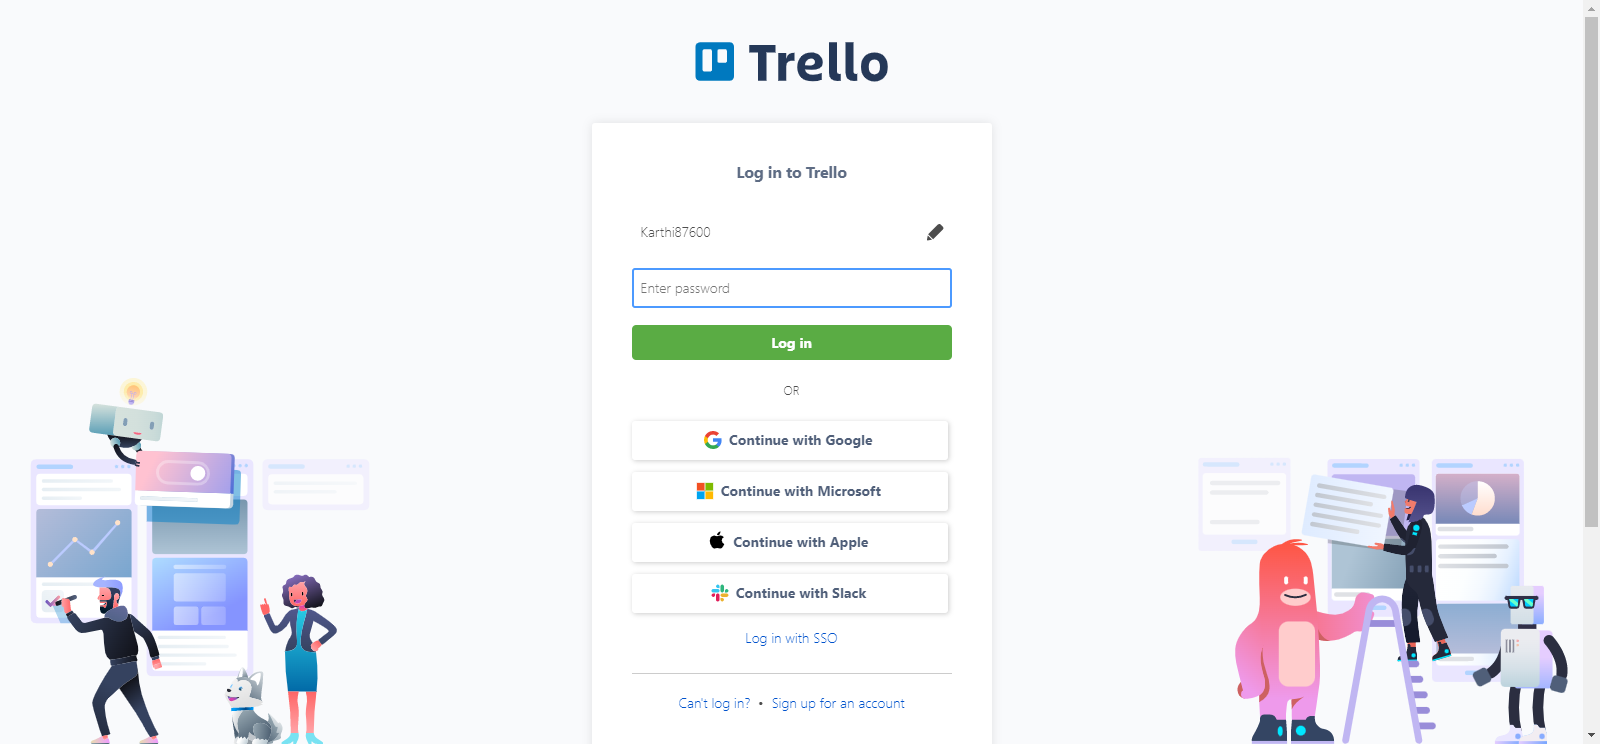 Trello
Log in to Trello
Karthi87600
Enter password
Log in
OR
Continue with Google
Continue with Microsoft
Continue with Apple
Continue with Slack
Log in with SSO
Can't log in? • Sign up for an account